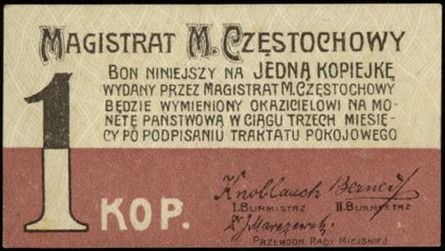 MAGISTRAT M. CZĘSTOCHOWY
BON NINIEJSZY NA JEDNĄ KOPIEJKĘ
WYDANY PRZEZ MAGISTRAT M. CZĘSTOCHOWY
BĘDZIE WYMIENIONY OKAZICIELOWI NA MO-
NETĘ PANSTWOWĄ W CIĄGU TRZECH MIESIĘ-
CY PO PODPISANIU TRAKTATU POKOJOWEGO
1 KOP.
Knoblauch
I. BURMISTRZ II. BURMISTRZ
PRZEWODN. RADY MIEJSKIEJ